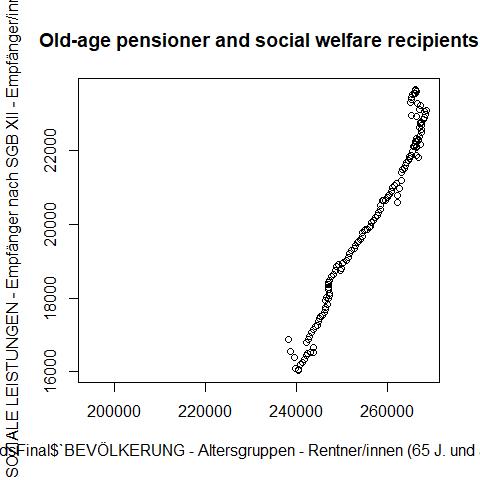 Old-age pensioner and social welfare recipients
SOZIALE LEISTUNGEN - Empfänger nach SGB XII - Empfänger/in
22000
20000
18000
16000
200000 220000 240000 260000
dsFinal$`BEVÖLKERUNG - Altersgruppen - Rentner/innen (65 J. und